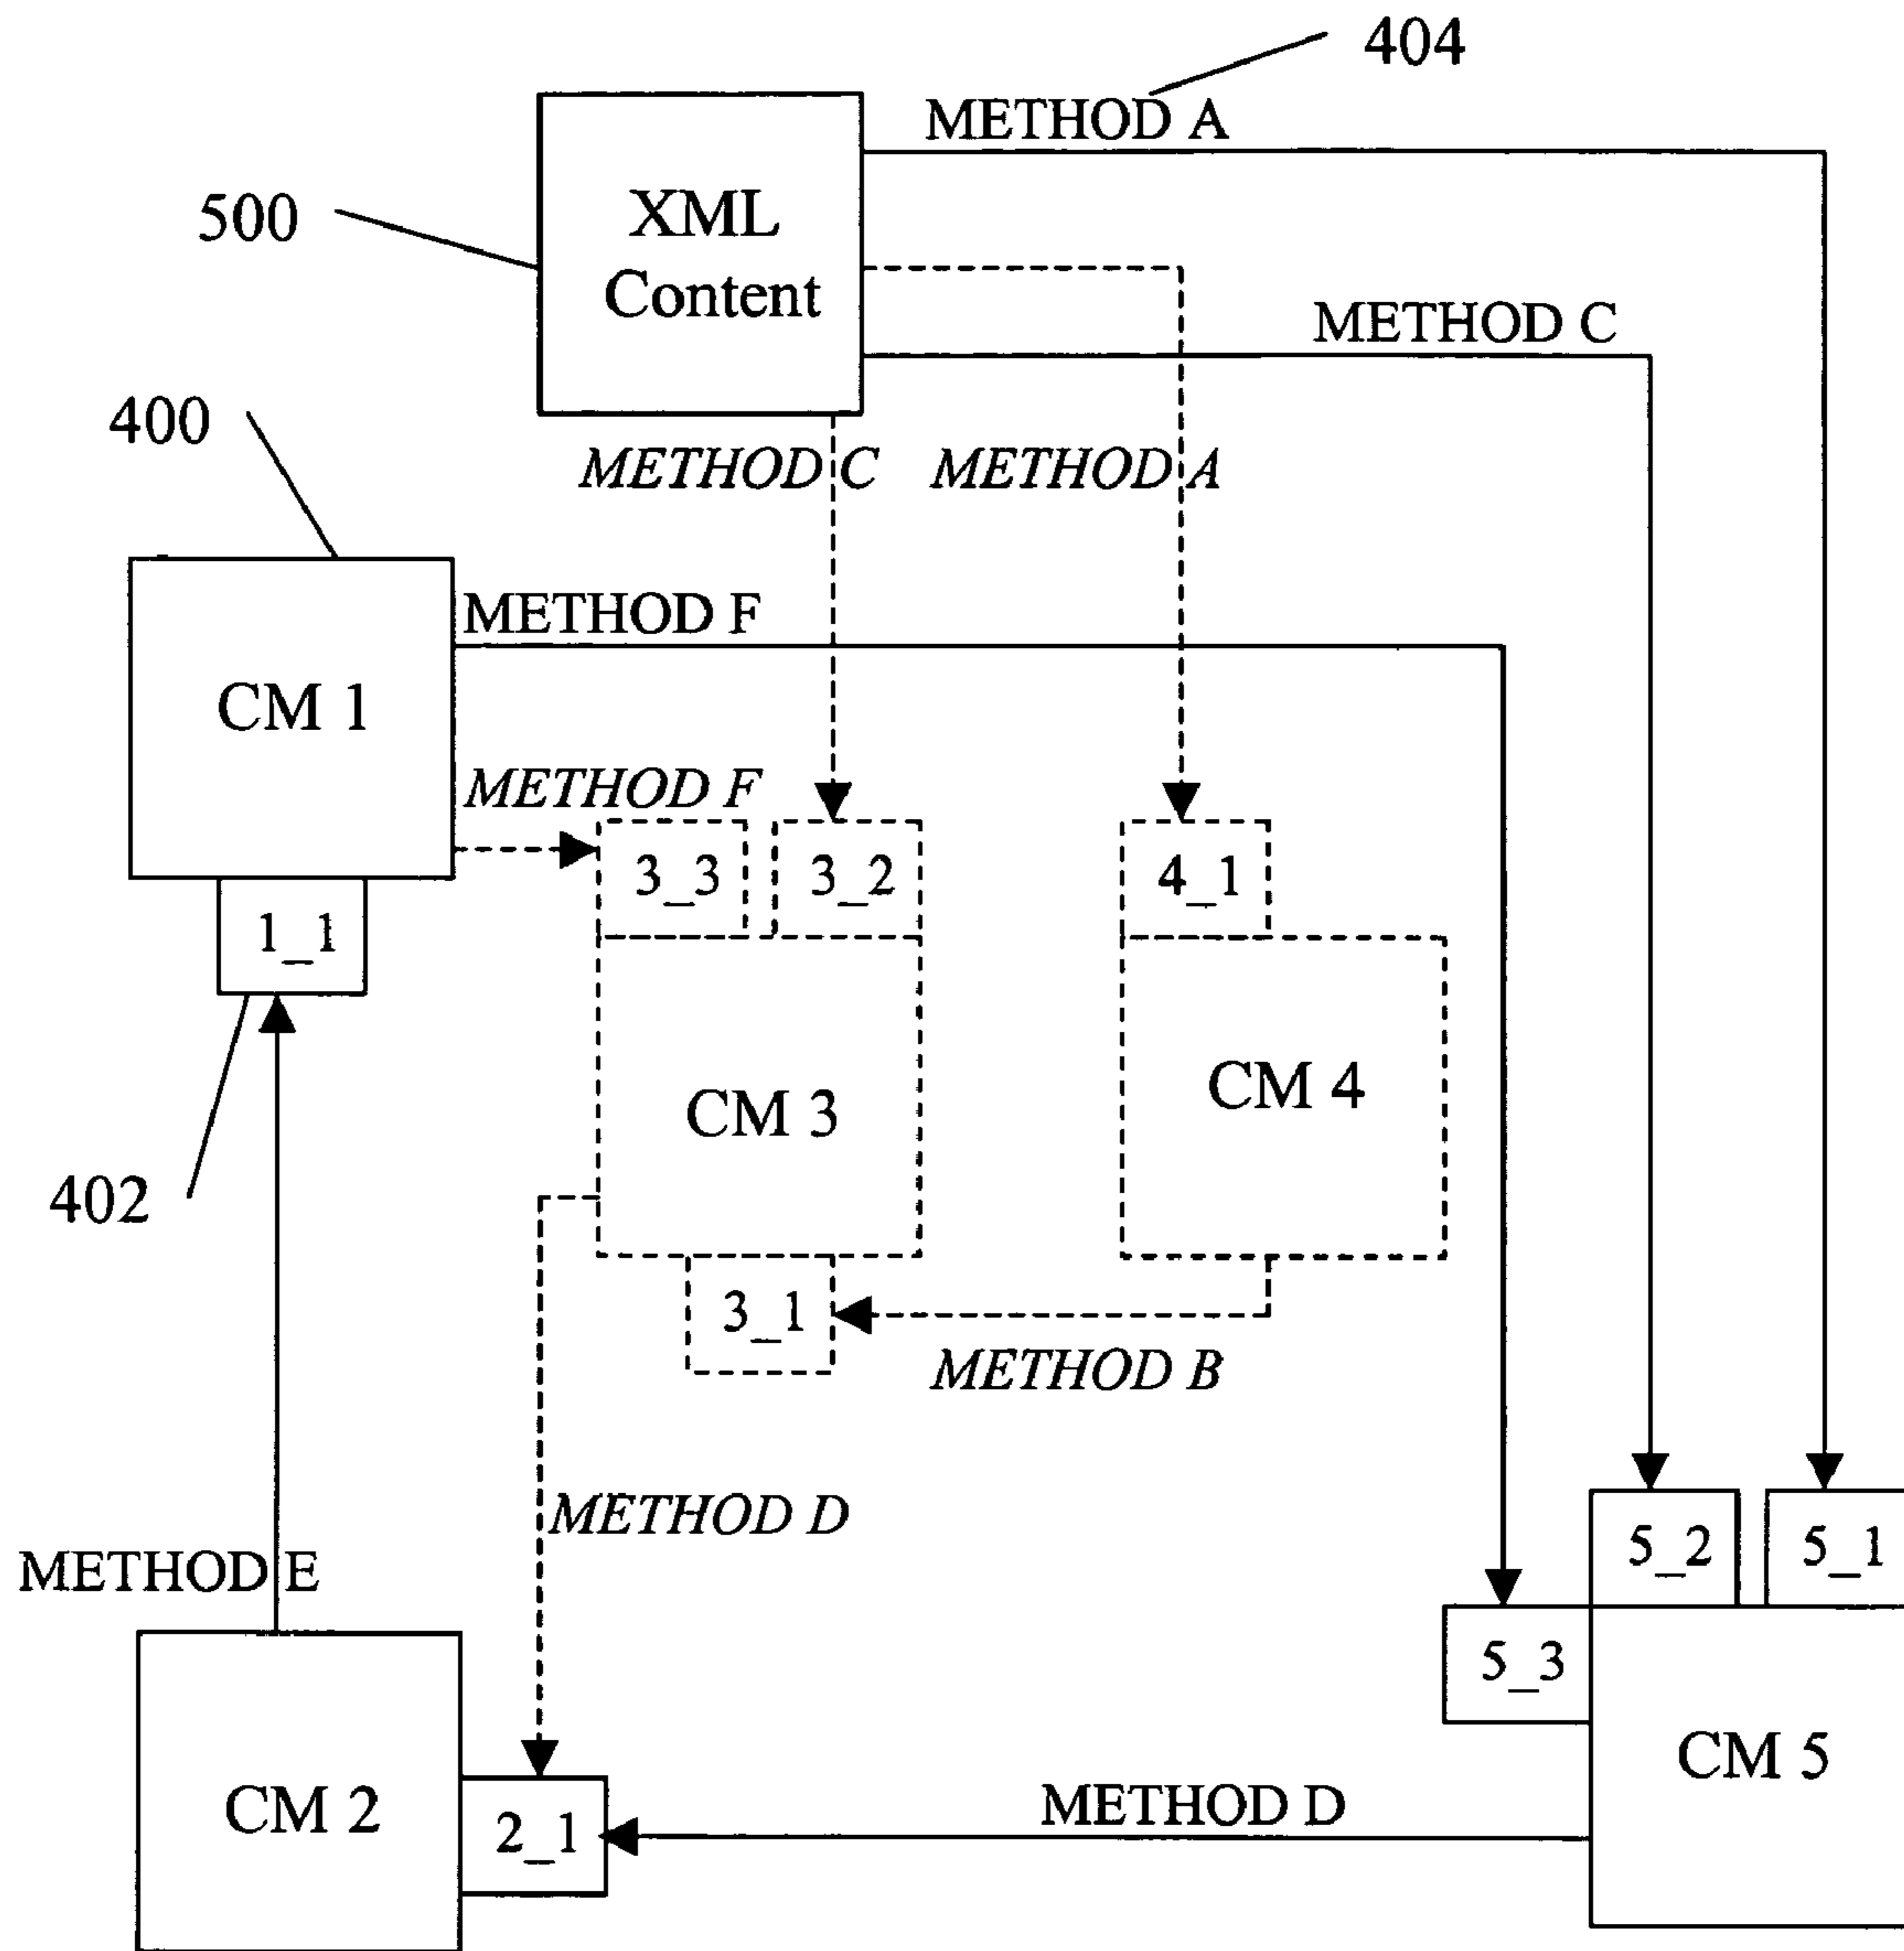 404
METHOD A
500
XML
Content
METHOD C
400
METHOD C
METHOD A
METHOD F
CM 1
METHOD F
3_3
3_2
4_1
1_1
CM 3
CM 4
402
3_1
METHOD B
METHOD D
METHOD E
5_2
5_1
5_3
CM 5
CM 2
METHOD D
2_1